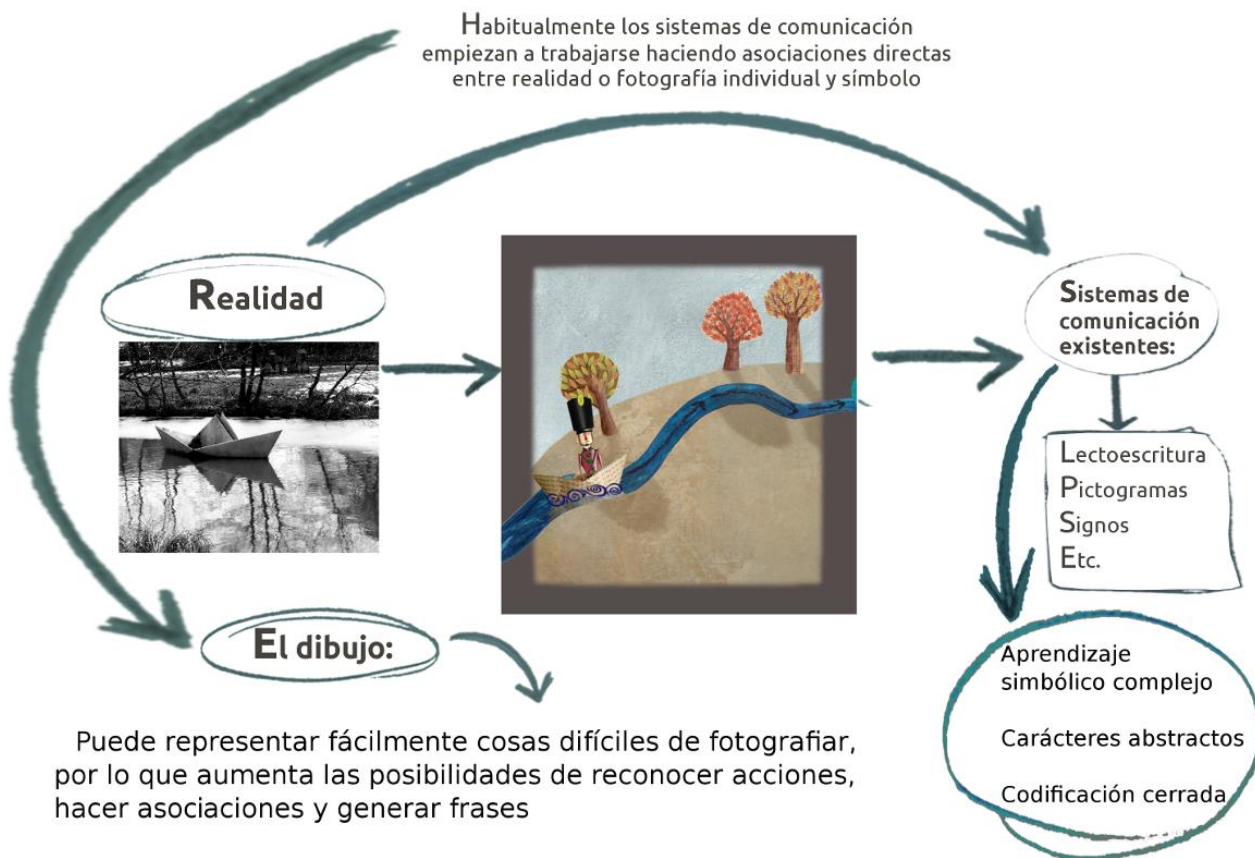 Habitualmente los sistemas de comunicación
empiezan a trabajarse haciendo asociaciones directas
entre realidad o fotografía individual y símbolo
Realidad
Sistemas de
comunicación
existentes:
Lectoescritura
Pictogramas
Signos
Etc.
El dibujo:
Aprendizaje
simbólico complejo
Carácteres abstractos
Codificación cerrada
Puede representar fácilmente cosas difíciles de fotografiar,
por lo que aumenta las posibilidades de reconocer acciones,
hacer asociaciones y generar frases